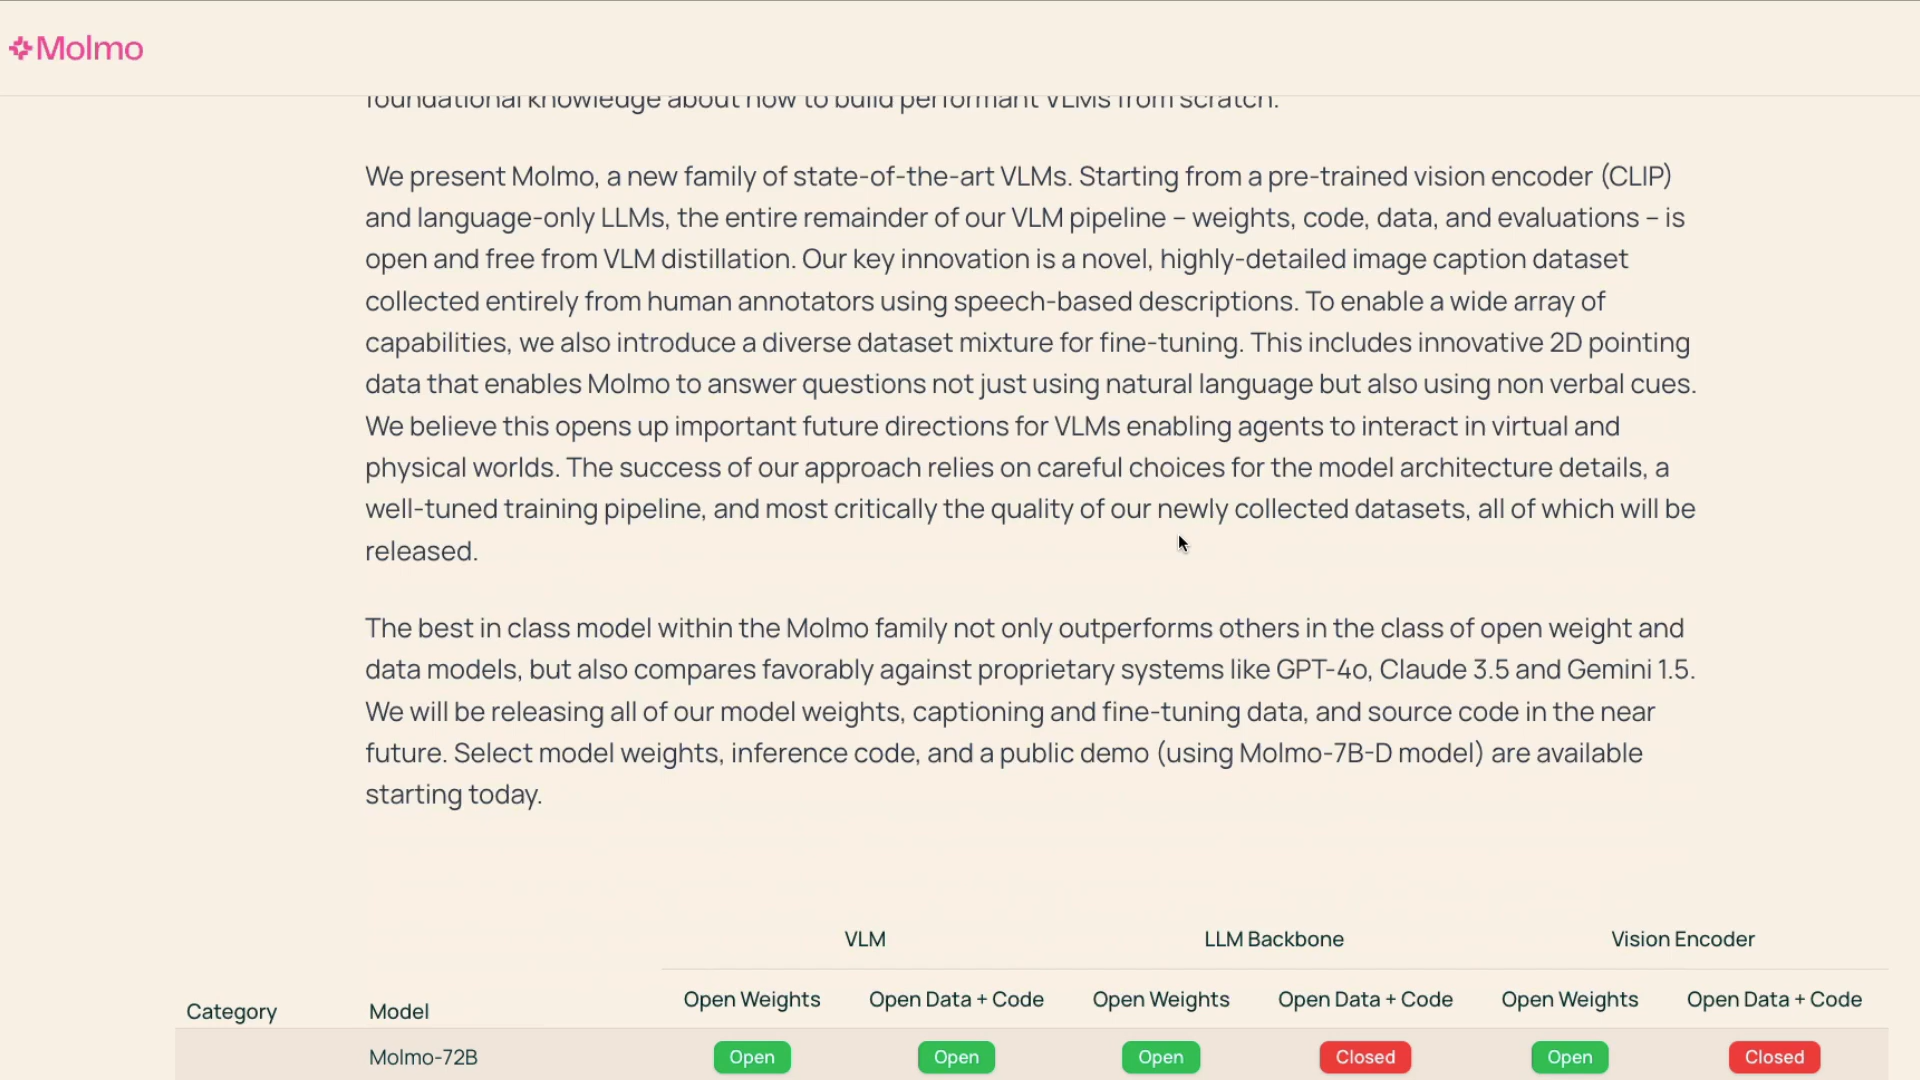 Molmo
foundational knowledge about how to build performant VLMs from scratch.
We present Molmo, a new family of state-of-the-art VLMs. Starting from a pre-trained vision encoder (CLIP)
and language-only LLMs, the entire remainder of our VLM pipeline – weights, code, data, and evaluations – is
open and free from VLM distillation. Our key innovation is a novel, highly-detailed image caption dataset
collected entirely from human annotators using speech-based descriptions. To enable a wide array of
capabilities, we also introduce a diverse dataset mixture for fine-tuning. This includes innovative 2D pointing
data that enables Molmo to answer questions not just using natural language but also using non verbal cues.
We believe this opens up important future directions for VLMs enabling agents to interact in virtual and
physical worlds. The success of our approach relies on careful choices for the model architecture details, a
well-tuned training pipeline, and most critically the quality of our newly collected datasets, all of which will be
released.
The best in class model within the Molmo family not only outperforms others in the class of open weight and
data models, but also compares favorably against proprietary systems like GPT-4o, Claude 3.5 and Gemini 1.5.
We will be releasing all of our model weights, captioning and fine-tuning data, and source code in the near
future. Select model weights, inference code, and a public demo (using Molmo-7B-D model) are available
starting today.
VLM LLM Backbone Vision Encoder
Category Model Open Weights Open Data + Code Open Weights Open Data + Code Open Weights Open Data + Code
Molmo-72B Open Open Open Closed Open Closed